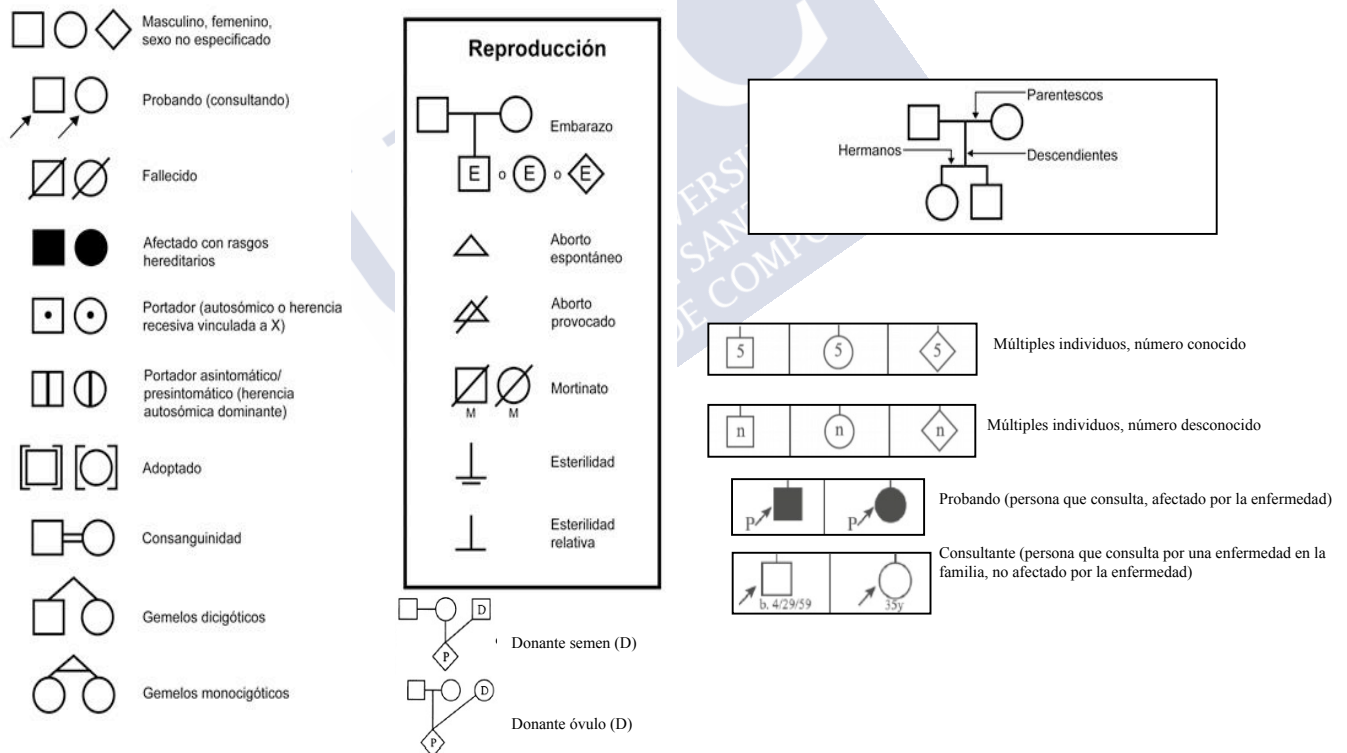 Masculino, femenino,
sexo no especificado
Probando (consultando)
Fallecido
Afectado con rasgos
hereditarios
Portador (autosómico o herencia
recesiva vinculada a X)
Portador asintomático/
presintomático (herencia
autosómica dominante)
Adoptado
Consanguinidad
Gemelos dicigóticos
Gemelos monocigóticos
Reproducción
Embarazo
E o E o E
Aborto
espontáneo
Aborto
provocado
Mortinato
M M
Esterilidad
Esterilidad
relativa
D
P
Donante semen (D)
D
P
Donante óvulo (D)
Parentescos
Hermanos
Descendientes
5 5 5
Múltiples individuos, número conocido
n n n
Múltiples individuos, número desconocido
P P
Probando (persona que consulta, afectado por la enfermedad)
Consultante (persona que consulta por una enfermedad en la
familia, no afectado por la enfermedad)
b. 4/29/59 35y